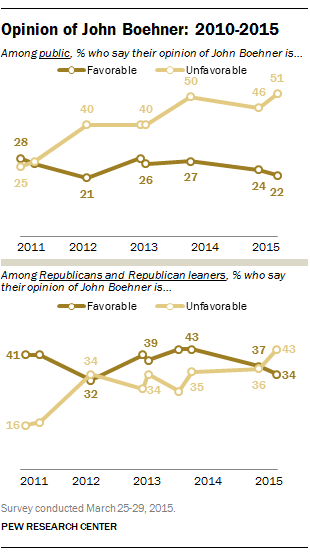 Opinion of John Boehner: 2010-2015
Among public, % who say their opinion of John Boehner is...
Favorable Unfavorable
50 51
40 40 46
28
25 26 27 24
21 22
2011 2012 2013 2014 2015
Among Republicans and Republican leaners, % who say
their opinion of John Boehner is...
Favorable Unfavorable
41 34 39 43 37 43
32 34 35 36 34
16
2011 2012 2013 2014 2015
Survey conducted March 25-29, 2015.
PEW RESEARCH CENTER